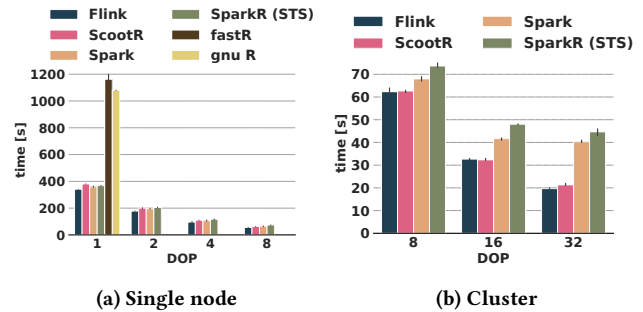 Flink
ScootR
Spark
SparkR (STS)
fastR
gnu R
time [s]
1200
1000
800
600
400
200
0
1 2 4 8
DOP
(a) Single node
Flink
ScootR
Spark
SparkR (STS)
time [s]
70
60
50
40
30
20
10
0
8 16 32
DOP
(b) Cluster